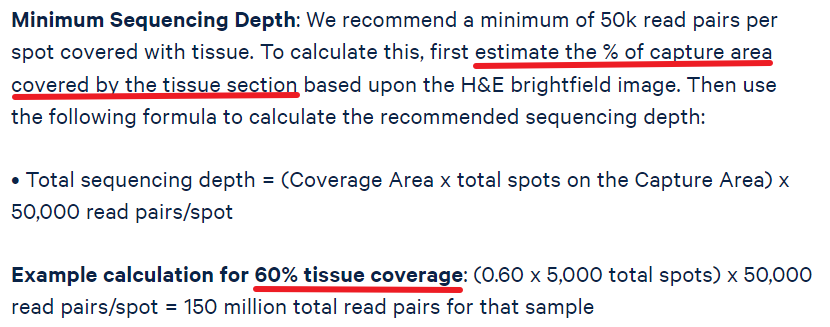 Minimum Sequencing Depth: We recommend a minimum of 50k read pairs per
spot covered with tissue. To calculate this, first estimate the % of capture area
covered by the tissue section based upon the H&E brightfield image. Then use
the following formula to calculate the recommended sequencing depth:
• Total sequencing depth = (Coverage Area x total spots on the Capture Area) x
50,000 read pairs/spot
Example calculation for 60% tissue coverage: (0.60 x 5,000 total spots) x 50,000
read pairs/spot = 150 million total read pairs for that sample